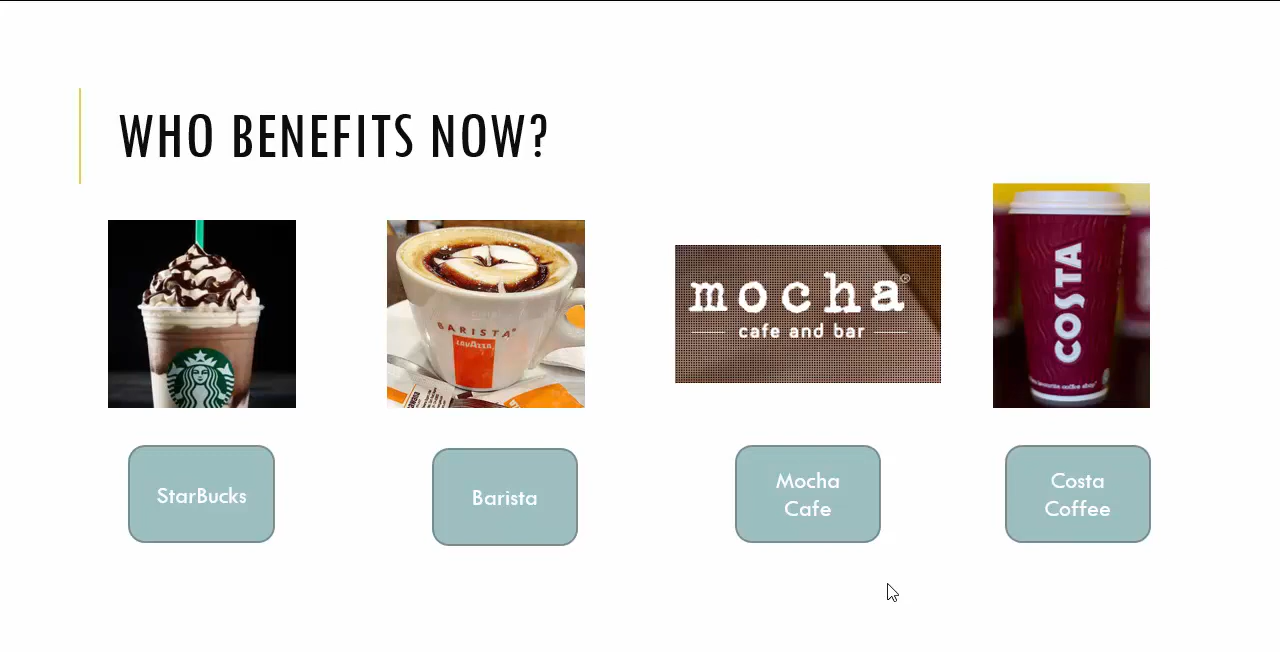 WHO BENEFITS NOW?
BARISTA
LAVAZZA
mocha®
cafe and bar
COSTA
StarBucks
Barista
Mocha
Cafe
Costa
Coffee